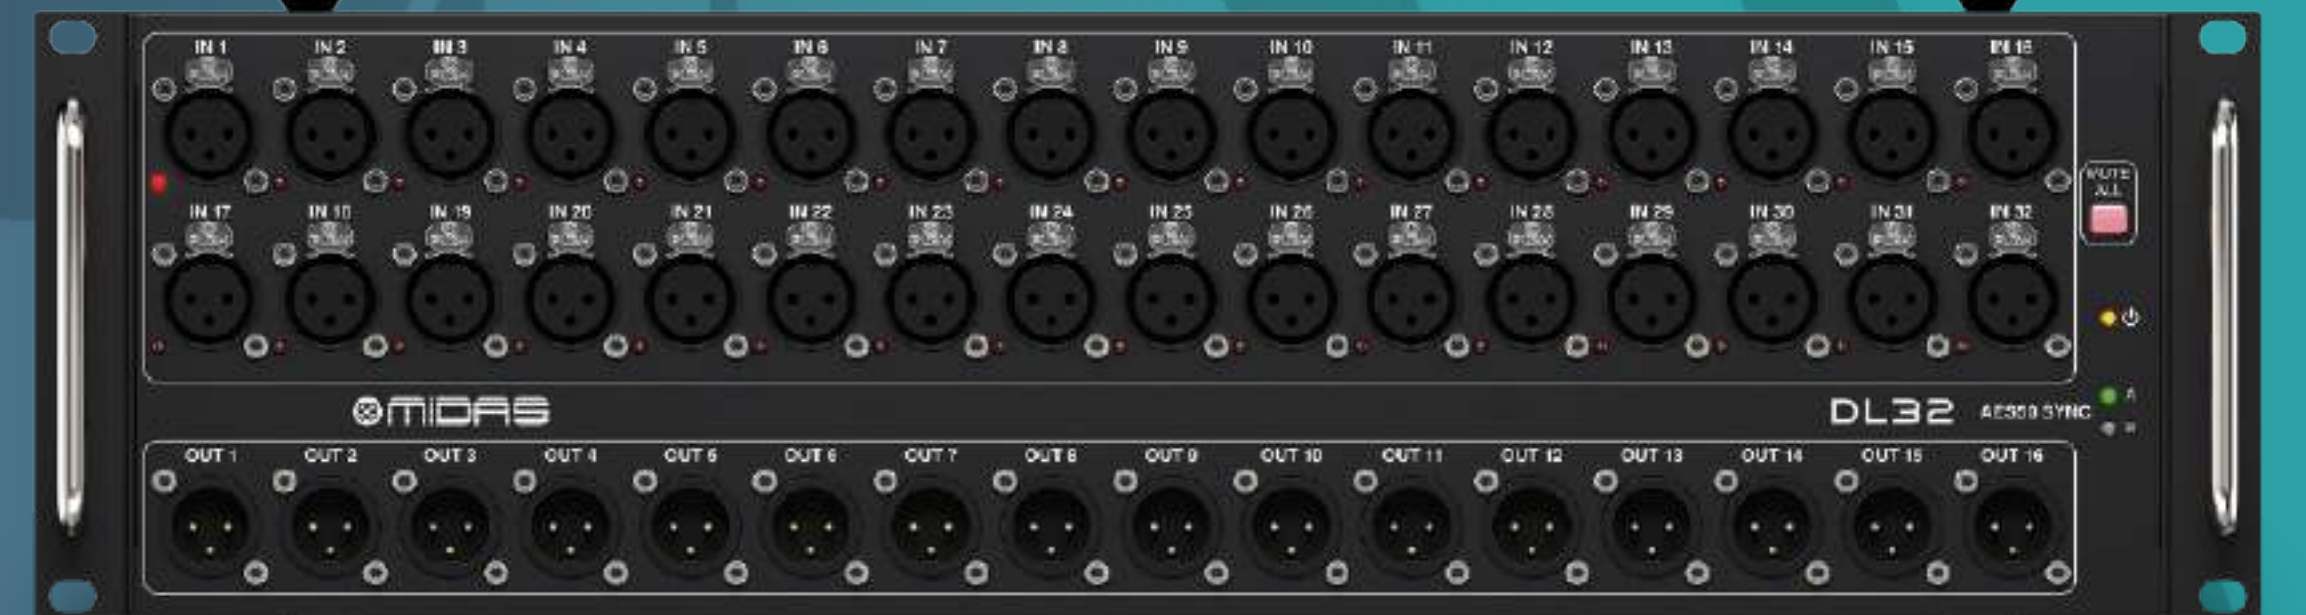 IN 1 IN 2 IN 3 IN 4 IN 5 IN 6 IN 7 IN 8 IN 9 IN 10 IN 11 IN 12 IN 13 IN 14 IN 15 IN 16
MUTE
ALL
IN 17 IN 18 IN 19 IN 20 IN 21 IN 22 IN 23 IN 24 IN 25 IN 26 IN 27 IN 28 IN 29 IN 30 IN 31 IN 32
MIDAS DL32 AES50 SYNC A
B
OUT 1 OUT 2 OUT 3 OUT 4 OUT 5 OUT 6 OUT 7 OUT 8 OUT 9 OUT 10 OUT 11 OUT 12 OUT 13 OUT 14 OUT 15 OUT 16